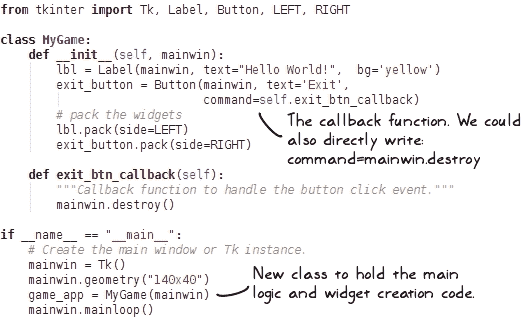 from tkinter import Tk, Label, Button, LEFT, RIGHT
class MyGame:
def __init__(self, mainwin):
lbl = Label(mainwin, text="Hello World!",  bg='yellow')
exit_button = Button(mainwin, text='Exit',
command=self.exit_btn_callback)
# pack the widgets
lbl.pack(side=LEFT)
exit_button.pack(side=RIGHT)
The callback function. We could
also directly write:
command=mainwin.destroy
def exit_btn_callback(self):
"""Callback function to handle the button click event."""
mainwin.destroy()
if __name__ == "__main__":
# Create the main window or Tk instance.
mainwin = Tk()
mainwin.geometry("140x40")
game_app = MyGame(mainwin)
mainwin.mainloop()
New class to hold the main
logic and widget creation code.